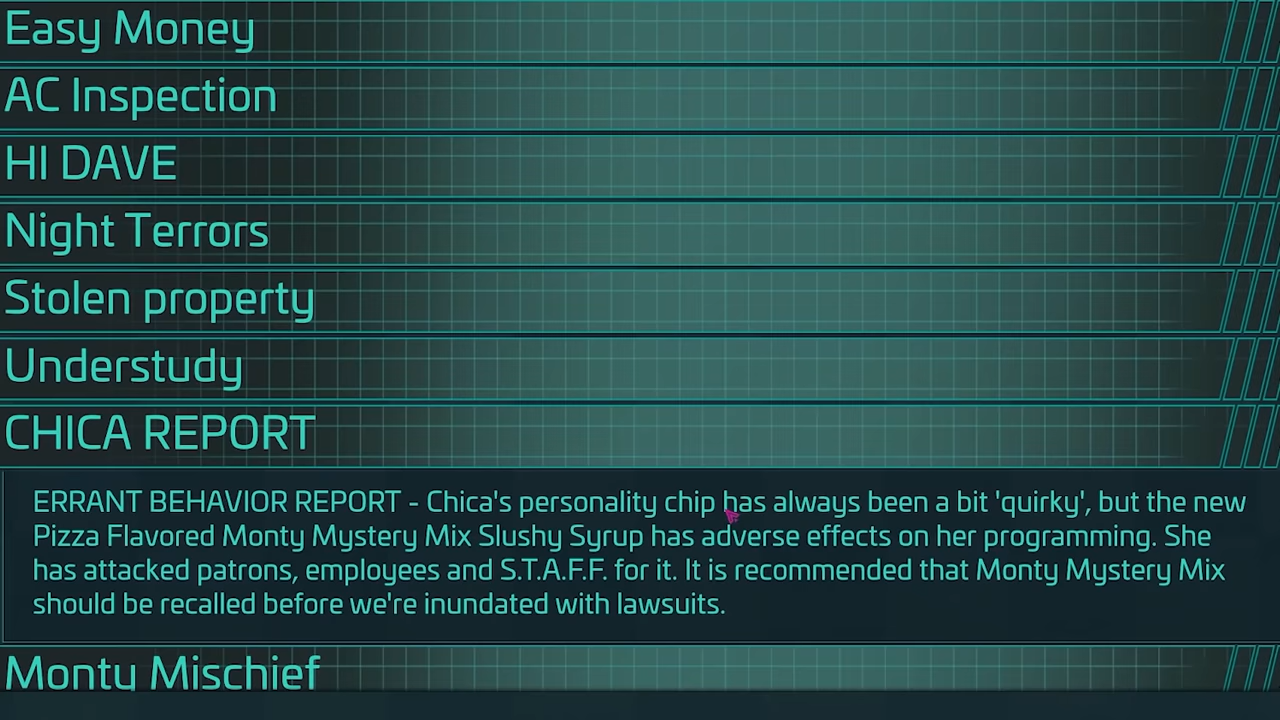 Easy Money
AC Inspection
HI DAVE
Night Terrors
Stolen property
Understudy
CHICA REPORT
ERRANT BEHAVIOR REPORT - Chica's personality chip has always been a bit 'quirky', but the new
Pizza Flavored Monty Mystery Mix Slushy Syrup has adverse effects on her programming. She
has attacked patrons, employees and S.T.A.F.F. for it. It is recommended that Monty Mystery Mix
should be recalled before we're inundated with lawsuits.
Monty Mischief